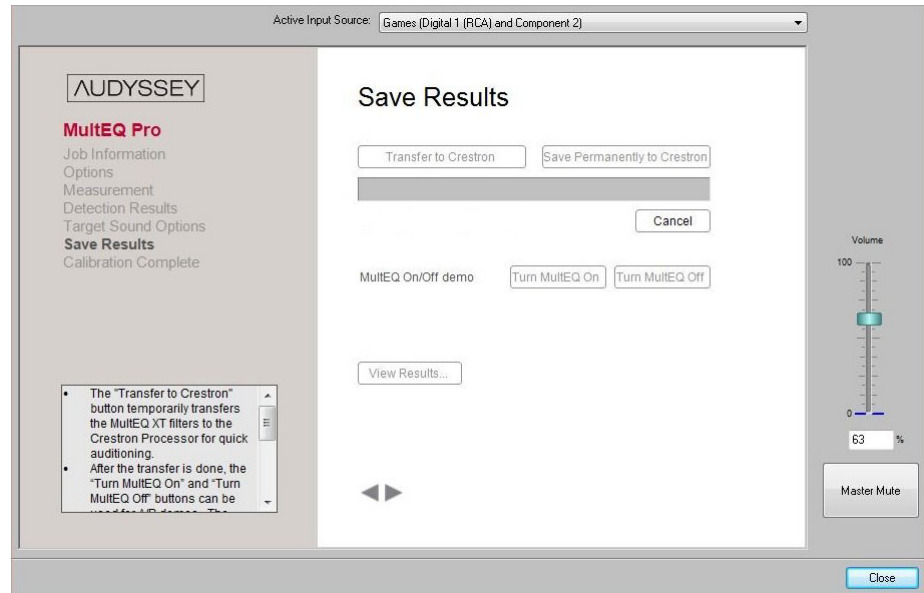 Active Input Source: Games (Digital 1 (RCA) and Component 2)
AUDYSSEY
MultEQ Pro
Job Information
Options
Measurement
Detection Results
Target Sound Options
Save Results
Calibration Complete
• The "Transfer to Crestron"
button temporarily transfers
the MultEQ XT filters to the
Crestron Processor for quick
auditioning.
• After the transfer is done, the
"Turn MultEQ On" and "Turn
MultEQ Off" buttons can be
Save Results
Transfer to Crestron Save Permanently to Crestron
Cancel
MultEQ On/Off demo Turn MultEQ On Turn MultEQ Off
View Results...
Volume
100
0
63 %
Master Mute
Close